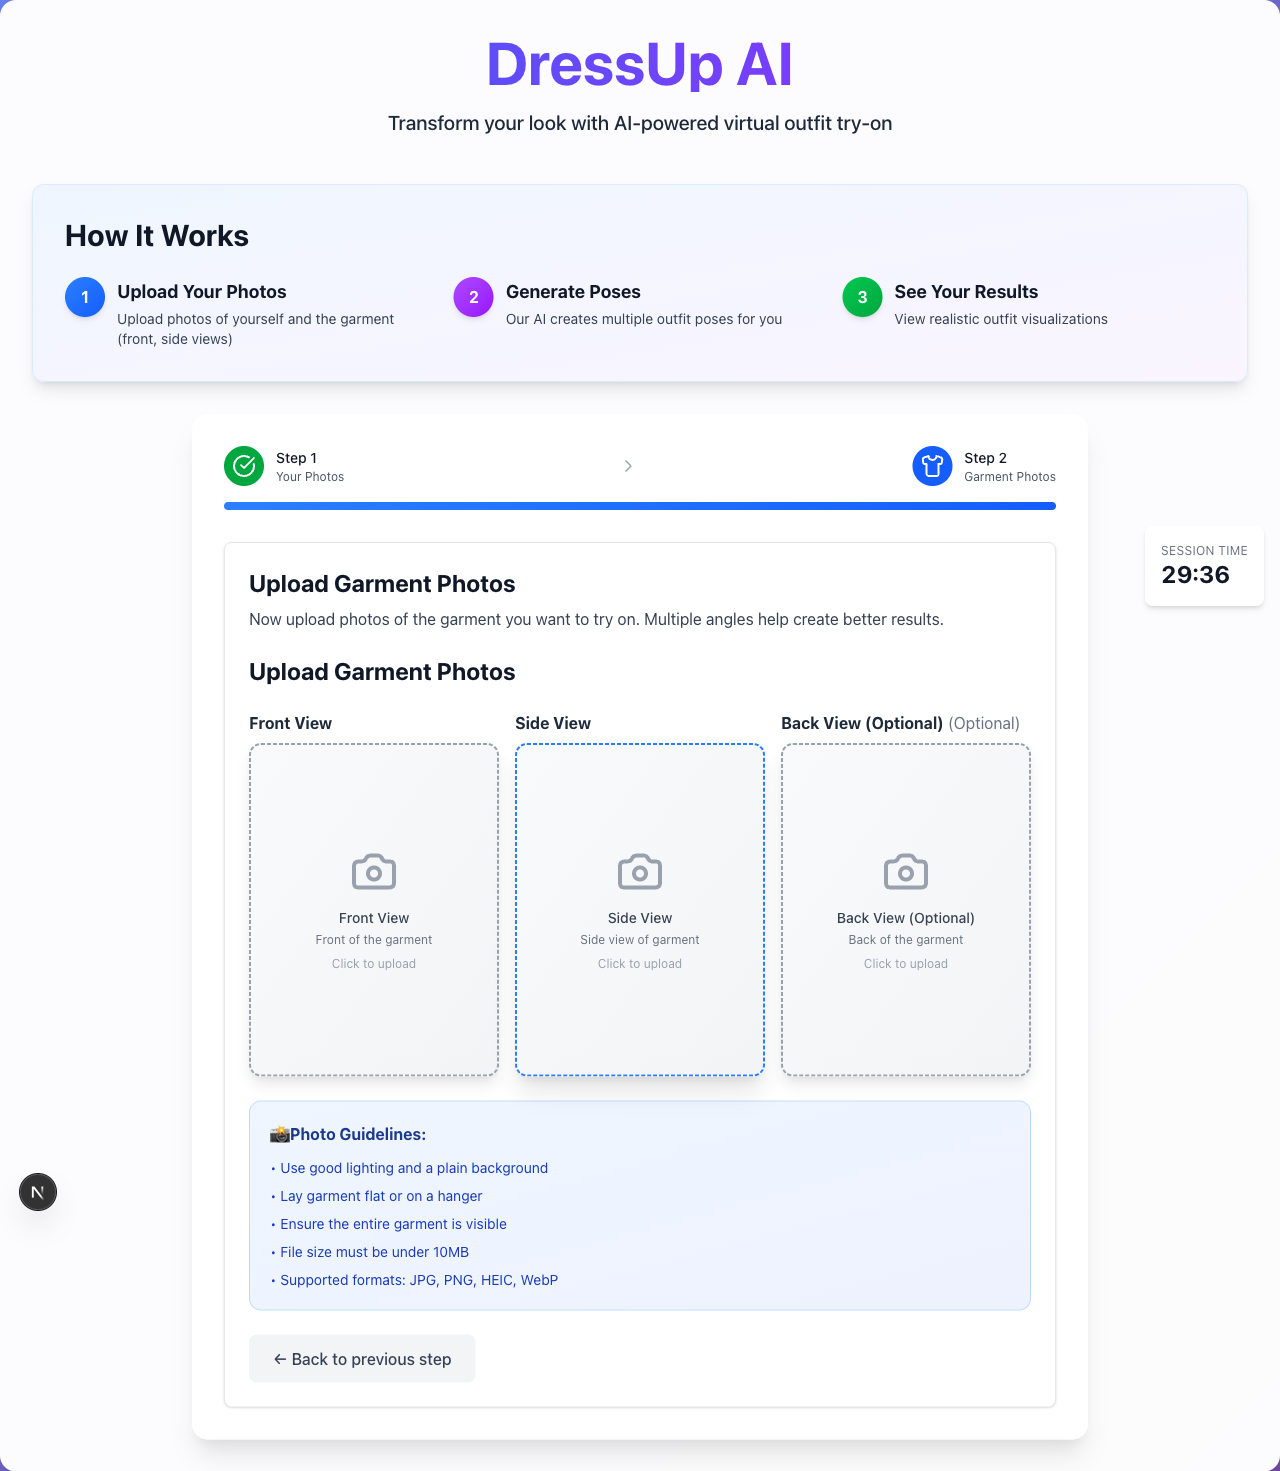 DressUp AI
Transform your look with AI-powered virtual outfit try-on
How It Works
1
Upload Your Photos
Upload photos of yourself and the garment
(front, side views)
2
Generate Poses
Our AI creates multiple outfit poses for you
3
See Your Results
View realistic outfit visualizations
Step 1
Your Photos
Step 2
Garment Photos
SESSION TIME
29:36
Upload Garment Photos
Now upload photos of the garment you want to try on. Multiple angles help create better results.
Upload Garment Photos
Front View
Front View
Front of the garment
Click to upload
Side View
Side View
Side view of garment
Click to upload
Back View (Optional) (Optional)
Back View (Optional)
Back of the garment
Click to upload
📸Photo Guidelines:
• Use good lighting and a plain background
• Lay garment flat or on a hanger
• Ensure the entire garment is visible
• File size must be under 10MB
• Supported formats: JPG, PNG, HEIC, WebP
← Back to previous step
N